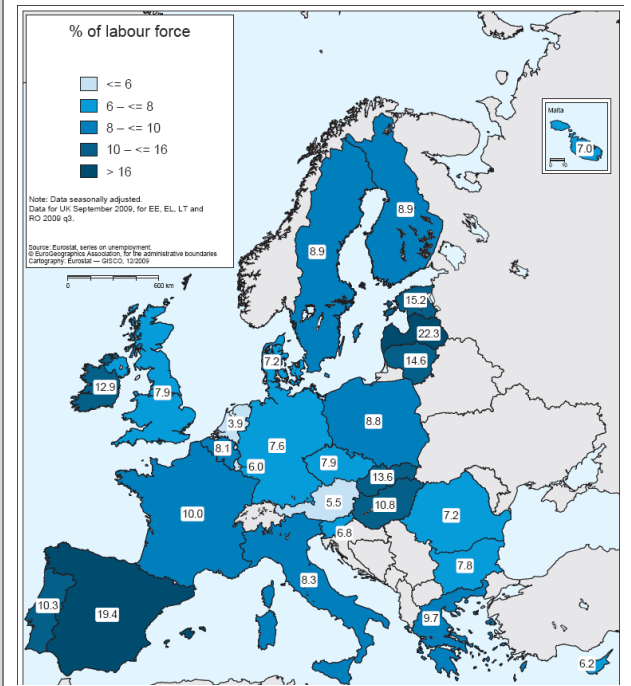 % of labour force
<= 6
6 – <= 8
8 – <= 10
10 – <= 16
> 16
Note: Data seasonally adjusted.
Data for UK September 2009, for EE, EL, LT and
RO 2009 q3.
Source: Eurostat, series on unemployment.
© EuroGeographics Association, for the administrative boundaries
Cartography: Eurostat — GISCO, 12/2009
0 600 km
Malta
7.0
0 10
8.9
8.9
15.2
22.3
14.6
7.2
12.9
7.9
3.9
8.8
8.1
7.6
6.0
7.9
13.6
5.5
10.8
10.0
7.2
6.8
7.8
8.3
10.3
19.4
9.7
6.2